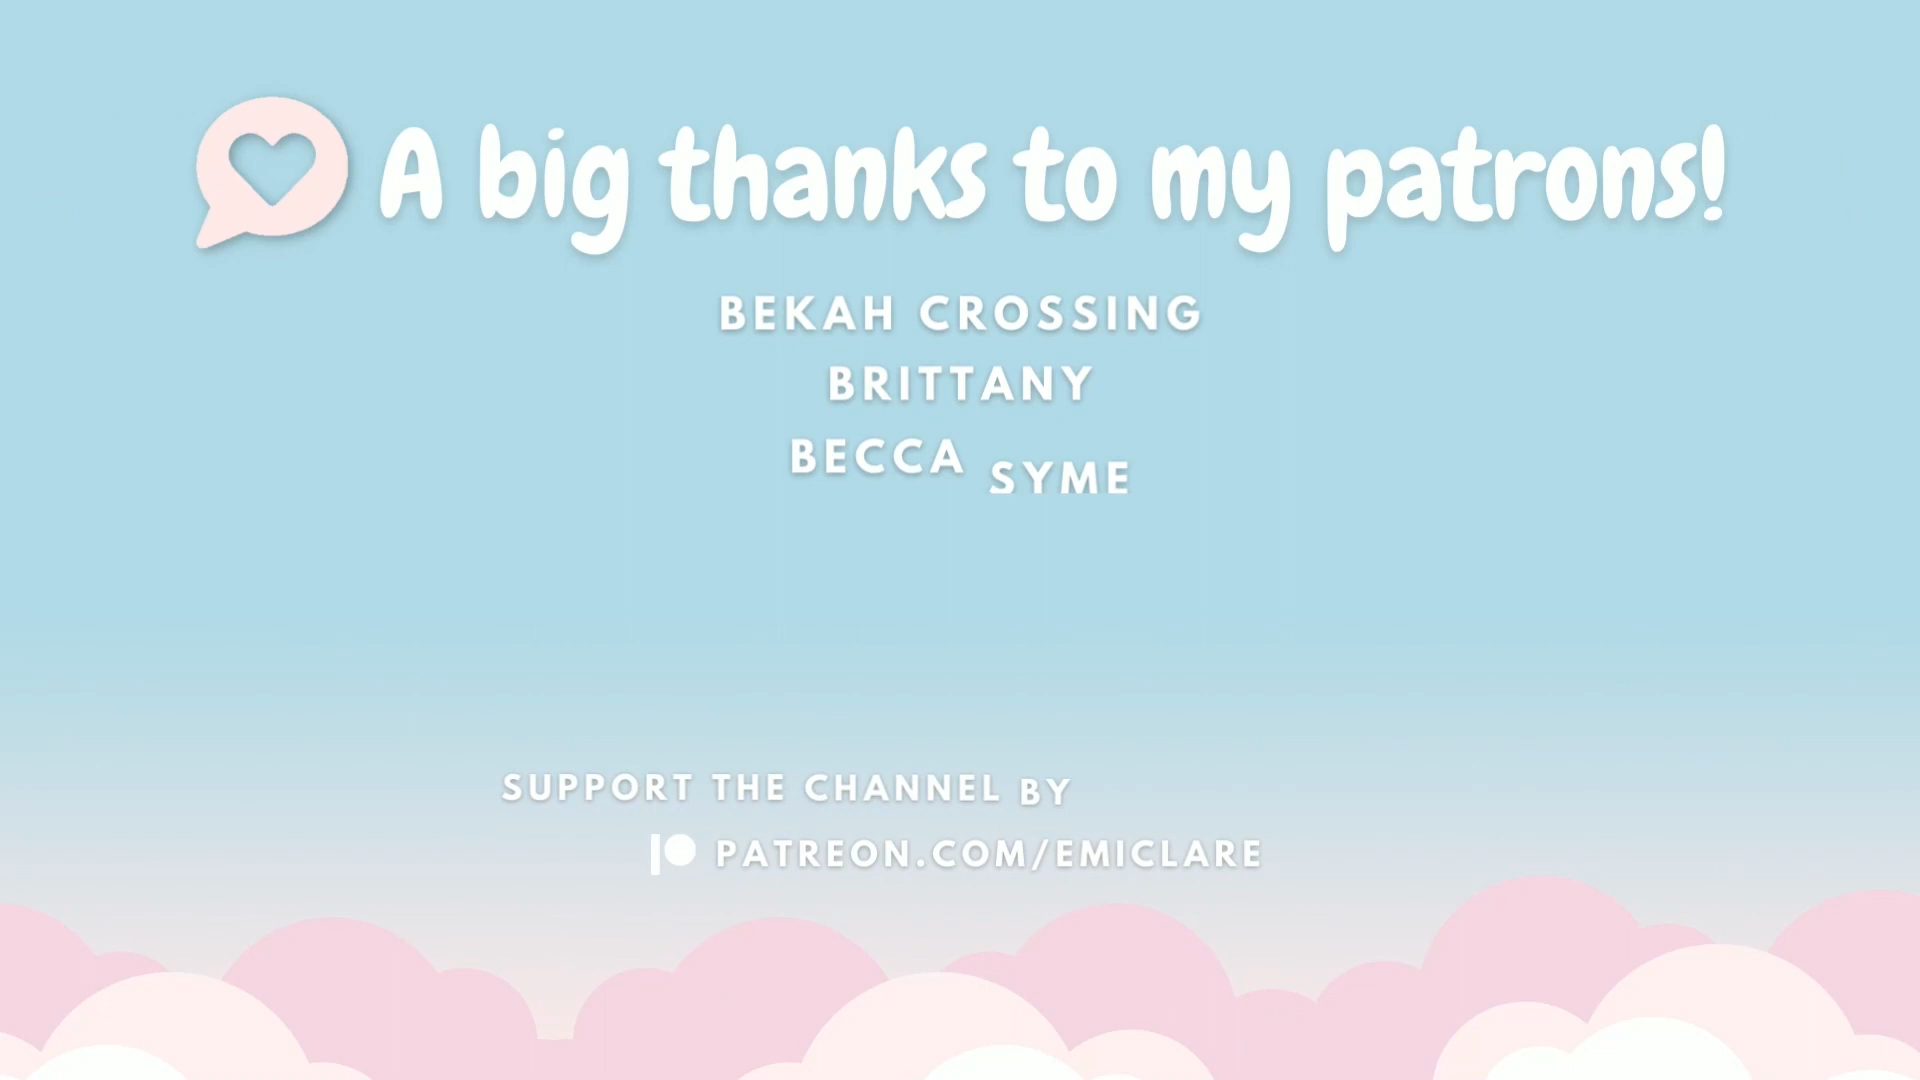 A big thanks to my patrons!
BEKAH CROSSING
BRITTANY
BECCA SYME
SUPPORT THE CHANNEL BY
PATREON.COM/EMICLARE